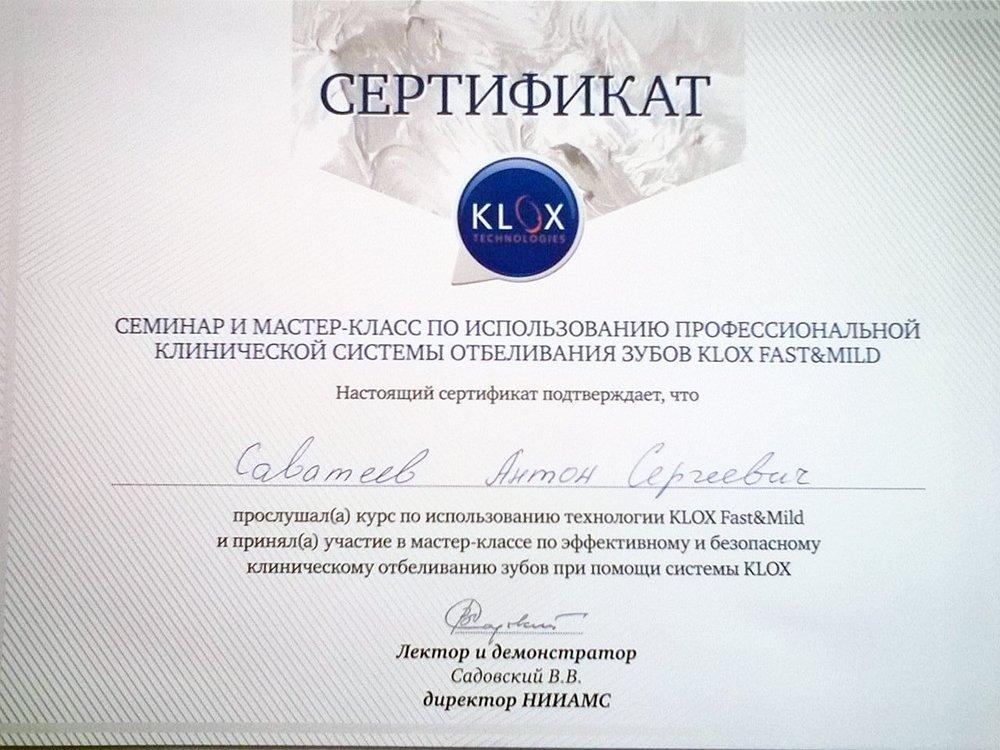 СЕРТИФИКАТ
KLOX
TECHNOLOGIES
СЕМИНАР И МАСТЕР-КЛАСС ПО ИСПОЛЬЗОВАНИЮ ПРОФЕССИОНАЛЬНОЙ
КЛИНИЧЕСКОЙ СИСТЕМЫ ОТБЕЛИВАНИЯ ЗУБОВ KLOX FAST&MILD
Настоящий сертификат подтверждает, что
Саватеев Антон Сергеевич
прослушал(а) курс по использованию технологии KLOX Fast&Mild
и принял(а) участие в мастер-классе по эффективному и безопасному
клиническому отбеливанию зубов при помощи системы KLOX
Лектор и демонстратор
Садовский В.В.
директор НИИАМС